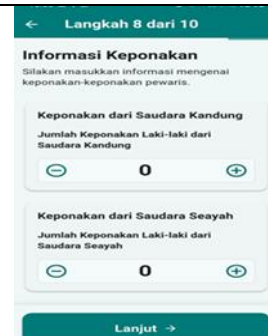 ← Langkah 8 dari 10
Informasi Keponakan
Silakan masukkan informasi mengenai
keponakan-keponakan pewaris.
Keponakan dari Saudara Kandung
Jumlah Keponakan Laki-laki dari
Saudara Kandung
0
Keponakan dari Saudara Seayah
Jumlah Keponakan Laki-laki dari
Saudara Seayah
0
Lanjut →